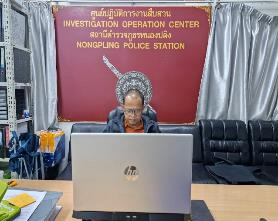 ศูนย์ปฏิบัติการงานสืบสวน
INVESTIGATION OPERATION CENTER
สถานีตำรวจภูธรหนองปลิง
NONGPLING POLICE STATION
hp